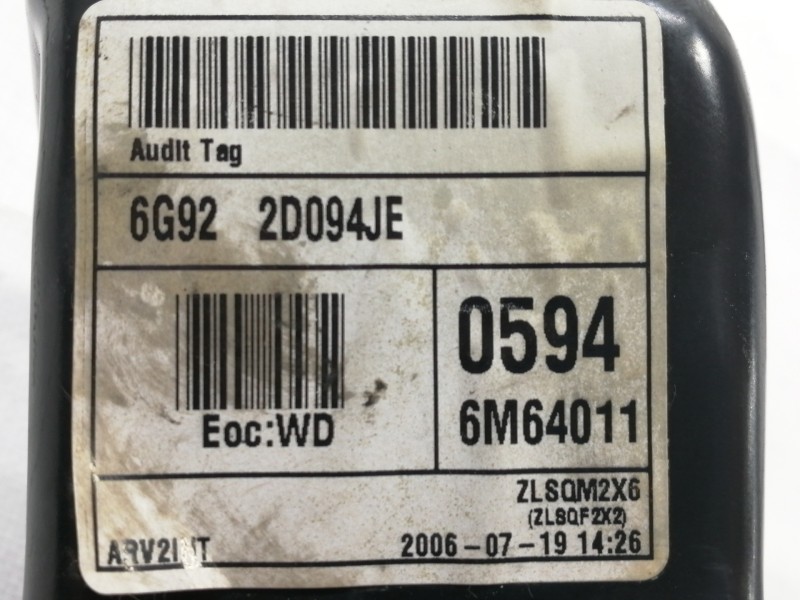 Audit Tag
6G92 2D094JE
0594
Eoc:WD
6M64011
ZLSQM2X6
(ZLSQF2X2)
2006-07-19 14:26